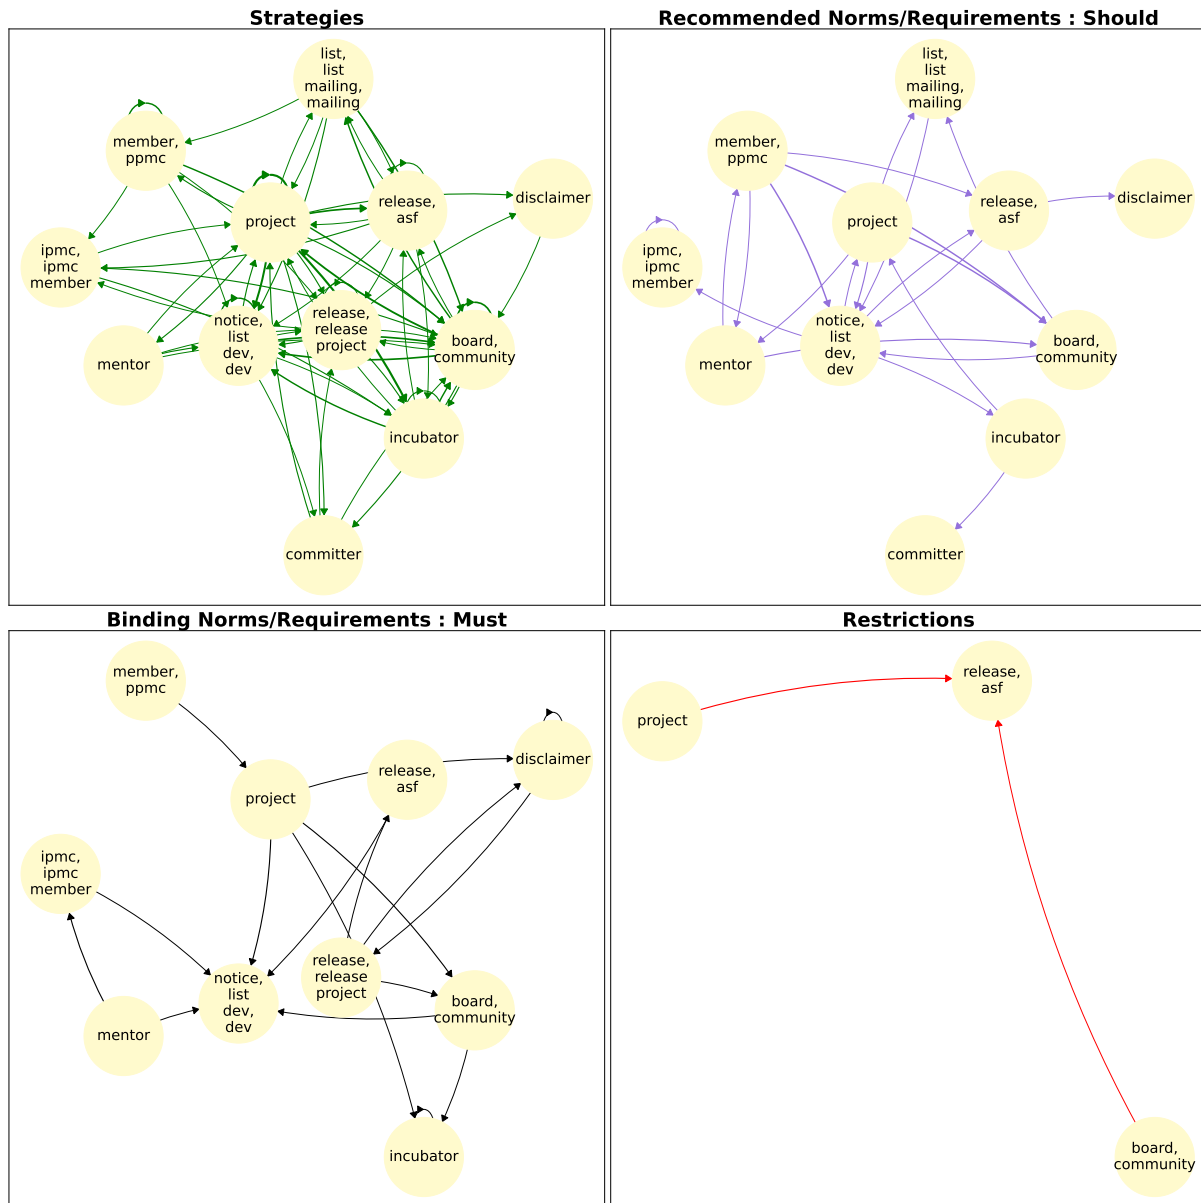 Strategies
list,
list
mailing,
mailing
member,
ppmc
disclaimer
release,
asf
project
ipmc,
ipmc
member
release,
release
project
notice,
list
dev,
dev
board,
community
mentor
incubator
committer
Recommended Norms/Requirements : Should
list,
list
mailing,
mailing
member,
ppmc
disclaimer
release,
asf
project
ipmc,
ipmc
member
notice,
list
dev,
dev
board,
community
mentor
incubator
committer
Binding Norms/Requirements : Must
member,
ppmc
disclaimer
release,
asf
project
ipmc,
ipmc
member
release,
release
project
notice,
list
dev,
dev
board,
community
mentor
incubator
Restrictions
release,
asf
project
board,
community